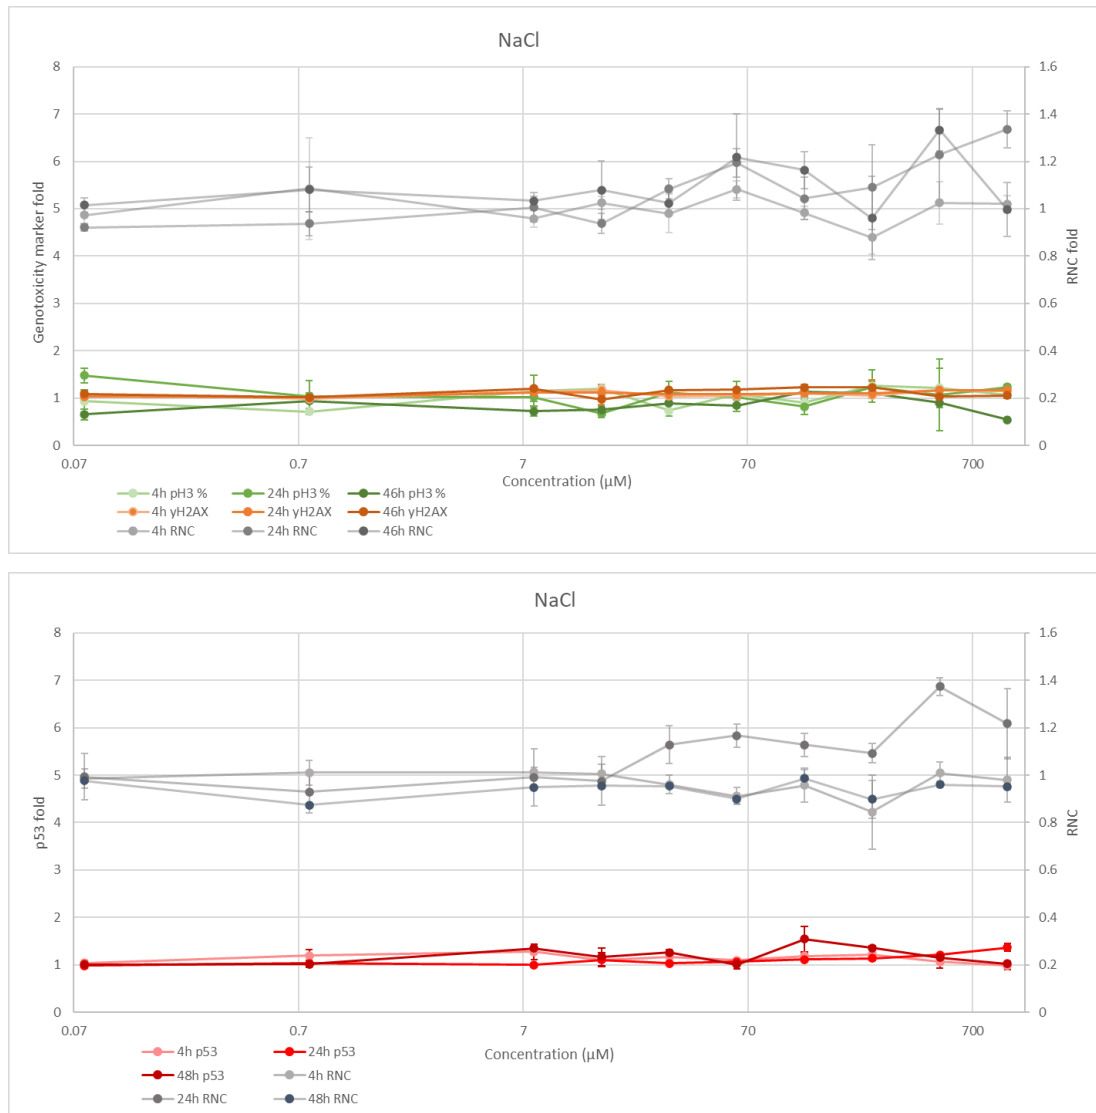 NaCl
8 1.6
7 1.4
6 1.2
5 1
4 0.8
3 0.6
2 0.4
1 0.2
0 0
Genotoxicity marker fold
RNC fold
0.07 0.7 7 70 700
Concentration (µM)
4h pH3 % 24h pH3 % 46h pH3 %
4h yH2AX 24h yH2AX 46h yH2AX
4h RNC 24h RNC 46h RNC
NaCl
8 1.6
7 1.4
6 1.2
5 1
4 0.8
3 0.6
2 0.4
1 0.2
0 0
p53 fold
RNC
0.07 0.7 7 70 700
Concentration (µM)
4h p53 24h p53
48h p53 4h RNC
24h RNC 48h RNC